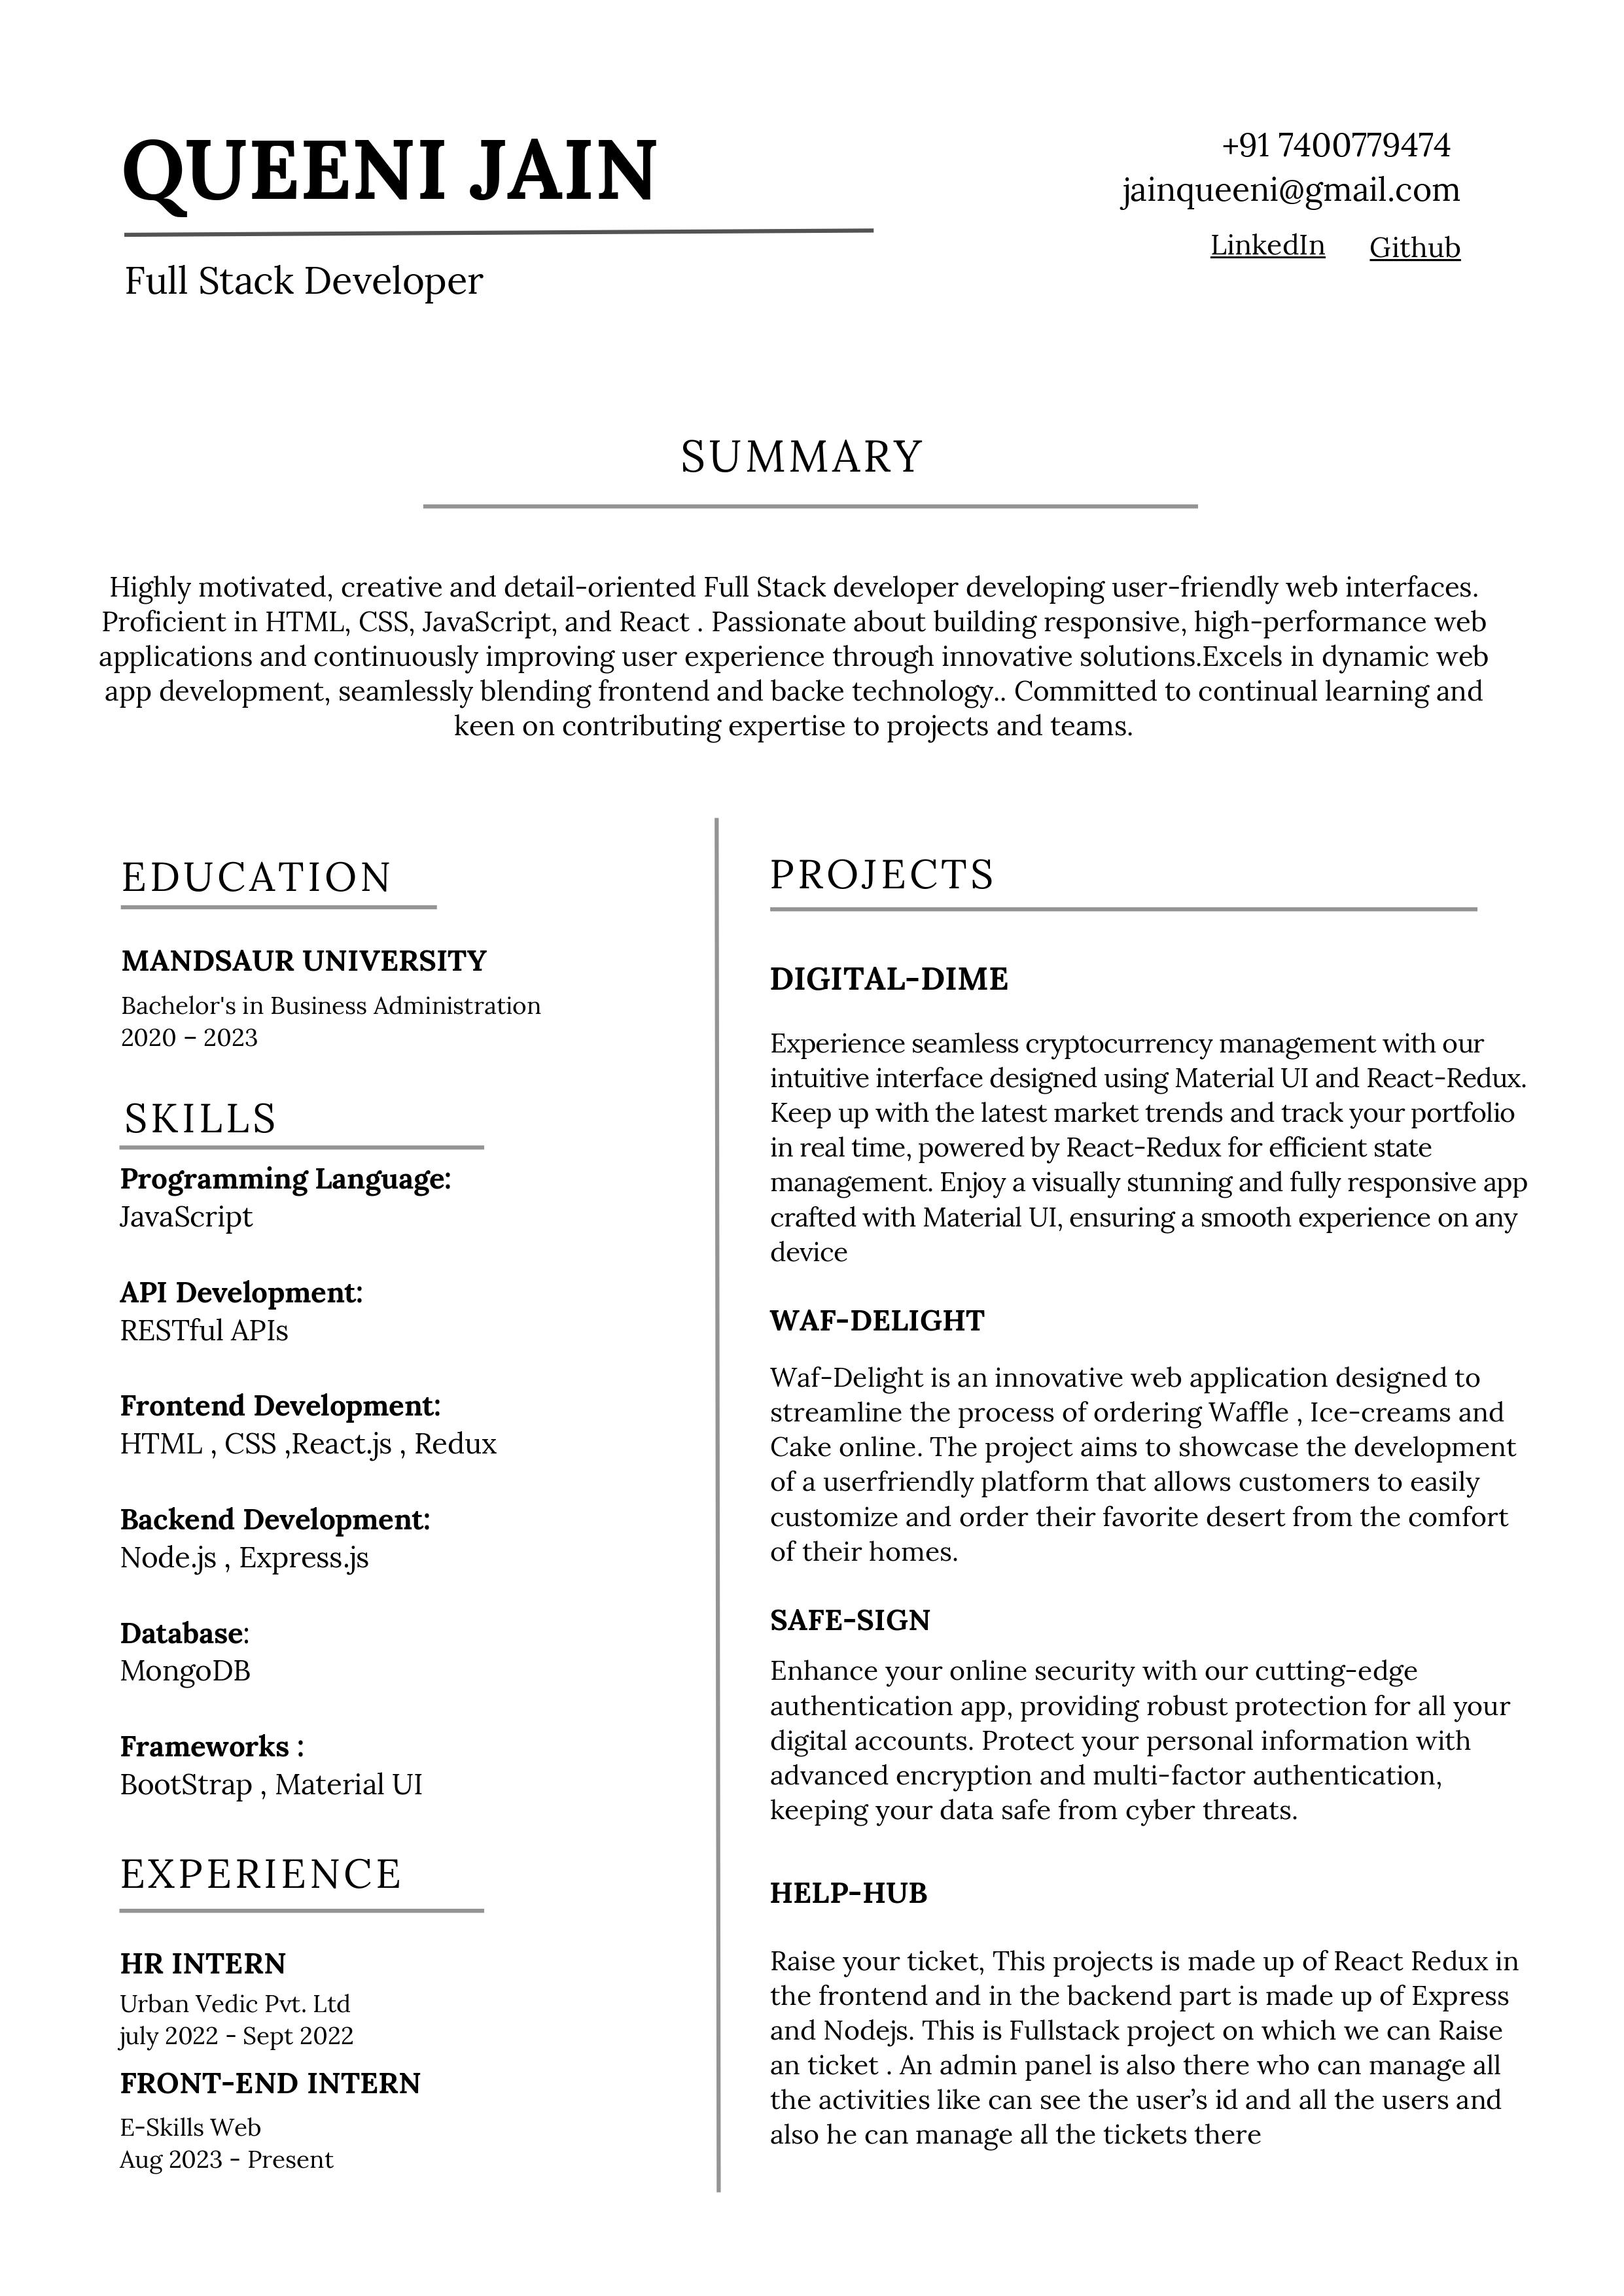 QUEENI JAIN
Full Stack Developer
+91 7400779474
jainqueeni@gmail.com
LinkedIn Github
SUMMARY
Highly motivated, creative and detail-oriented Full Stack developer developing user-friendly web interfaces.
Proficient in HTML, CSS, JavaScript, and React . Passionate about building responsive, high-performance web
applications and continuously improving user experience through innovative solutions.Excels in dynamic web
app development, seamlessly blending frontend and backe technology.. Committed to continual learning and
keen on contributing expertise to projects and teams.
EDUCATION
MANDSAUR UNIVERSITY
Bachelor's in Business Administration
2020 – 2023
SKILLS
Programming Language:
JavaScript
API Development:
RESTful APIs
Frontend Development:
HTML , CSS ,React.js , Redux
Backend Development:
Node.js , Express.js
Database:
MongoDB
Frameworks :
BootStrap , Material UI
EXPERIENCE
HR INTERN
Urban Vedic Pvt. Ltd
july 2022 - Sept 2022
FRONT-END INTERN
E-Skills Web
Aug 2023 - Present
PROJECTS
DIGITAL-DIME
Experience seamless cryptocurrency management with our
intuitive interface designed using Material UI and React-Redux.
Keep up with the latest market trends and track your portfolio
in real time, powered by React-Redux for efficient state
management. Enjoy a visually stunning and fully responsive app
crafted with Material UI, ensuring a smooth experience on any
device
WAF-DELIGHT
Waf-Delight is an innovative web application designed to
streamline the process of ordering Waffle , Ice-creams and
Cake online. The project aims to showcase the development
of a userfriendly platform that allows customers to easily
customize and order their favorite desert from the comfort
of their homes.
SAFE-SIGN
Enhance your online security with our cutting-edge
authentication app, providing robust protection for all your
digital accounts. Protect your personal information with
advanced encryption and multi-factor authentication,
keeping your data safe from cyber threats.
HELP-HUB
Raise your ticket, This projects is made up of React Redux in
the frontend and in the backend part is made up of Express
and Nodejs. This is Fullstack project on which we can Raise
an ticket . An admin panel is also there who can manage all
the activities like can see the user’s id and all the users and
also he can manage all the tickets there